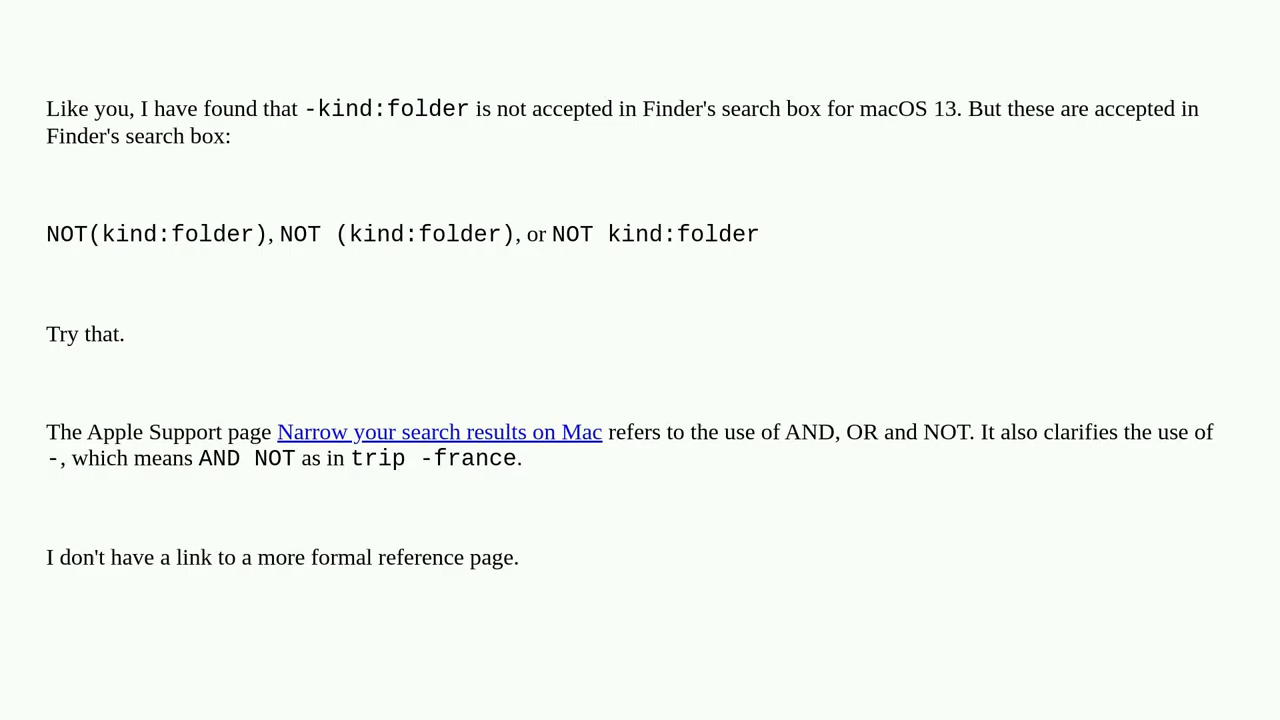 Like you, I have found that -kind:folder is not accepted in Finder's search box for macOS 13. But these are accepted in
Finder's search box:
NOT(kind:folder), NOT (kind:folder), or NOT kind:folder
Try that.
The Apple Support page Narrow your search results on Mac refers to the use of AND, OR and NOT. It also clarifies the use of
-, which means AND NOT as in trip -france.
I don't have a link to a more formal reference page.